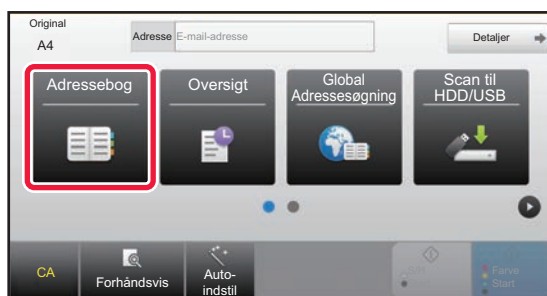 Original
A4
Adresse E-mail-adresse
Detaljer
Adressebog
Oversigt
Global
Adressesøgning
Scan til
HDD/USB
CA
Forhåndsvis
Auto-
indstil
Farve
Start